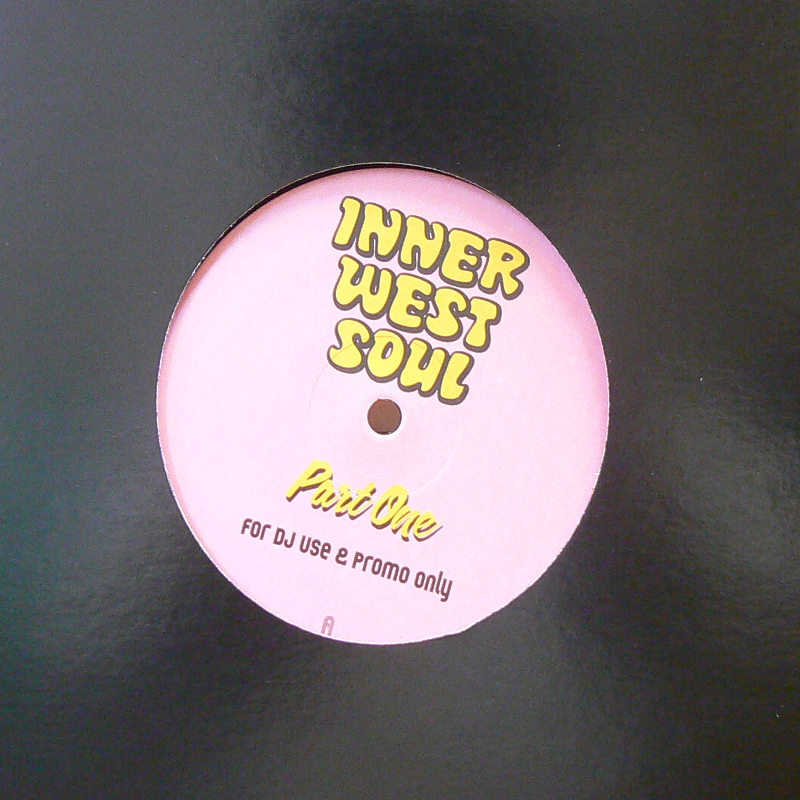 INNER
WEST
SOUL
Part One
For DJ Use & Promo Only
A